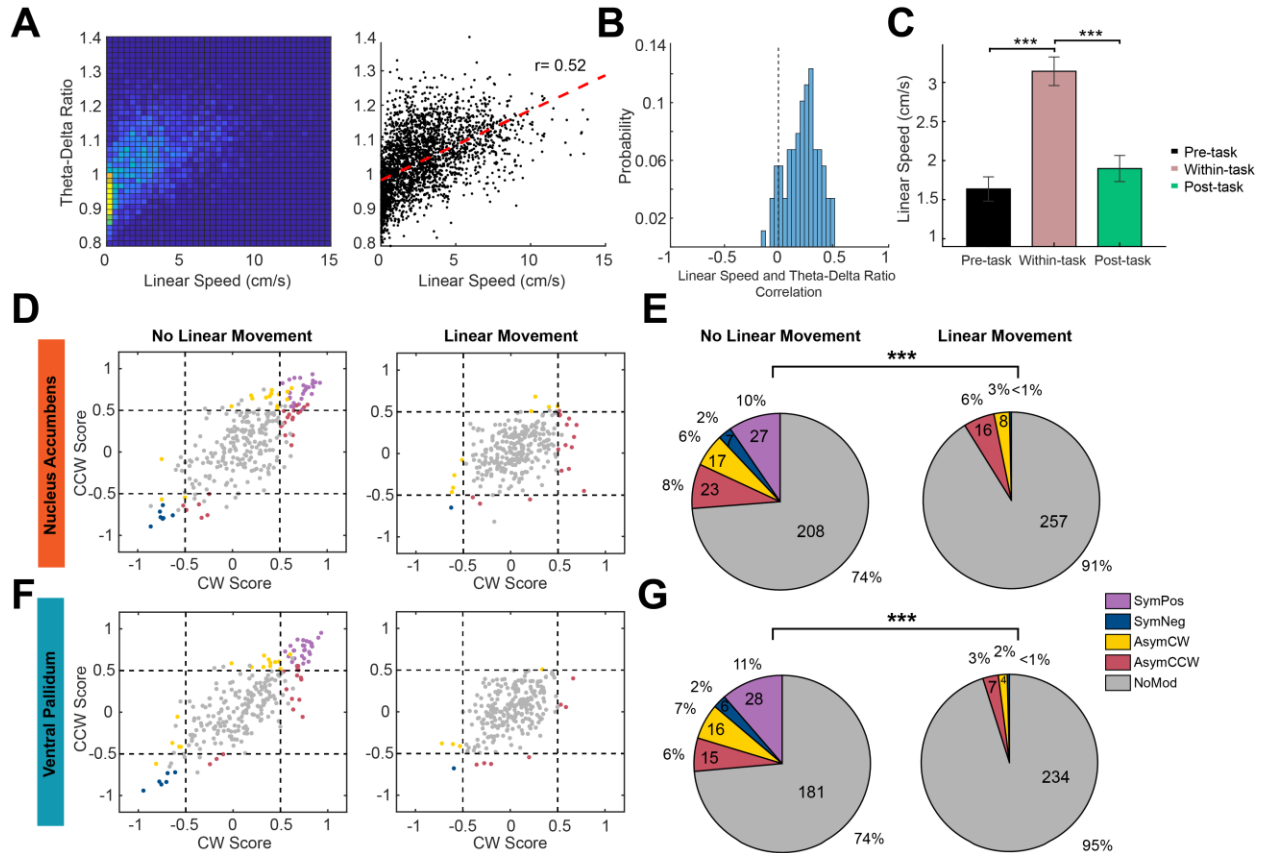 A
1.4
1.3
1.2
1.1
1
0.9
0.8
Theta-Delta Ratio
0
5
10
15
Linear Speed (cm/s)
1.4
1.3
1.2
1.1
1
0.9
0.8
r= 0.52
0
5
10
15
Linear Speed (cm/s)
B
0.14
0.1
0.06
0.02
Probability
-1
-0.5
0
0.5
1
Linear Speed and Theta-Delta Ratio
Correlation
C
***
***
3
2
1.5
1
Linear Speed (cm/s)
Pre-task
Within-task
Post-task
Pre-task
Within-task
Post-task
D
Nucleus Accumbens
No Linear Movement
1
0.5
0
-0.5
-1
CCW Score
-1
-0.5
0
0.5
1
CW Score
Linear Movement
1
0.5
0
-0.5
-1
-1
-0.5
0
0.5
1
CW Score
E
No Linear Movement
Linear Movement
***
10%
2%
6%
8%
74%
27
7
17
23
208
3%
<1%
6%
91%
16
8
257
F
Ventral Pallidum
1
0.5
0
-0.5
-1
CCW Score
-1
-0.5
0
0.5
1
CW Score
1
0.5
0
-0.5
-1
-1
-0.5
0
0.5
1
CW Score
G
***
11%
2%
7%
6%
74%
28
6
16
15
181
2%
3%
<1%
95%
7
4
234
SymPos
SymNeg
AsymCW
AsymCCW
NoMod